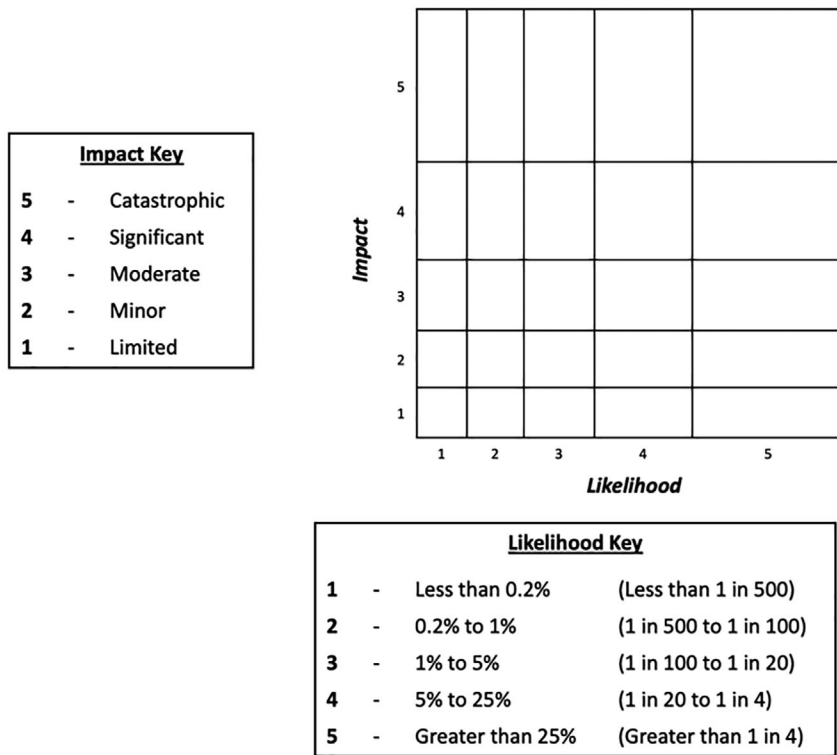 Impact Key
5 - Catastrophic
4 - Significant
3 - Moderate
2 - Minor
1 - Limited
Impact
5
4
3
2
1
1 2 3 4 5
Likelihood
Likelihood Key
1 - Less than 0.2% (Less than 1 in 500)
2 - 0.2% to 1% (1 in 500 to 1 in 100)
3 - 1% to 5% (1 in 100 to 1 in 20)
4 - 5% to 25% (1 in 20 to 1 in 4)
5 - Greater than 25% (Greater than 1 in 4)